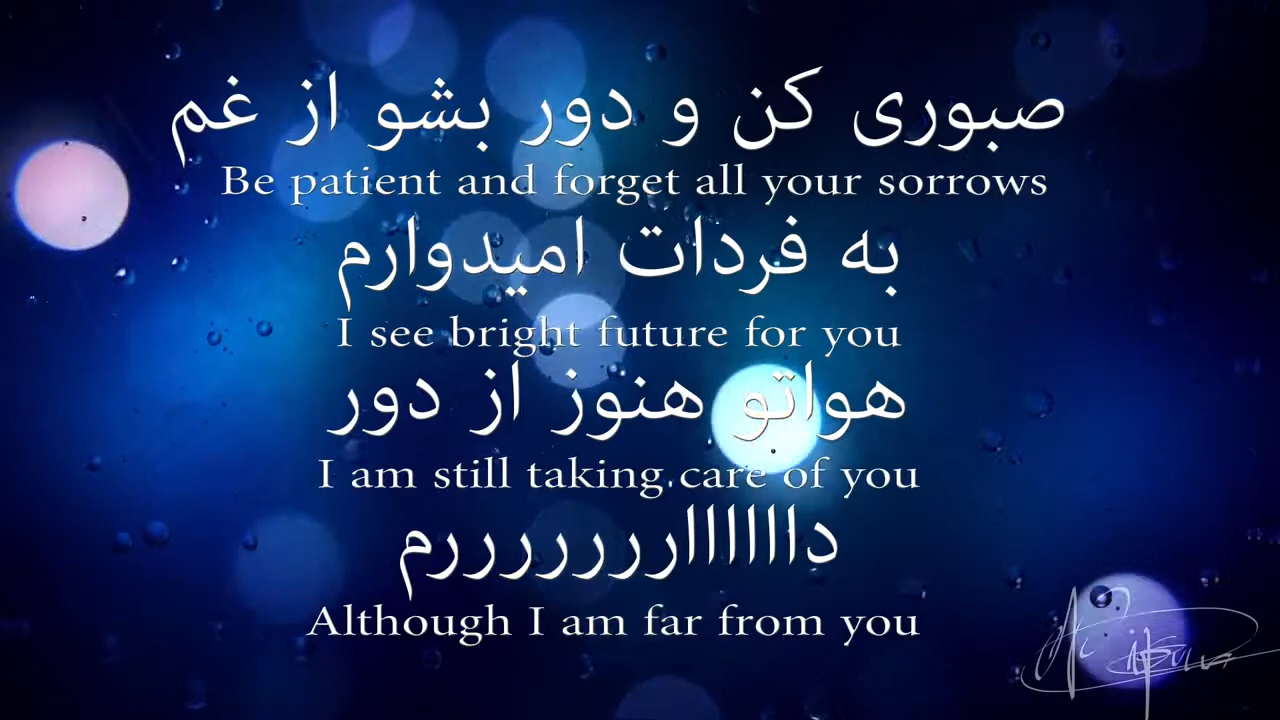 صبوری کن و دور بشو از غم
Be patient and forget all your sorrows
به فردات امیدوارم
I see bright future for you
هواتو هنوز از دور
I am still taking care of you
دااااااررررررررم
Although I am far from you